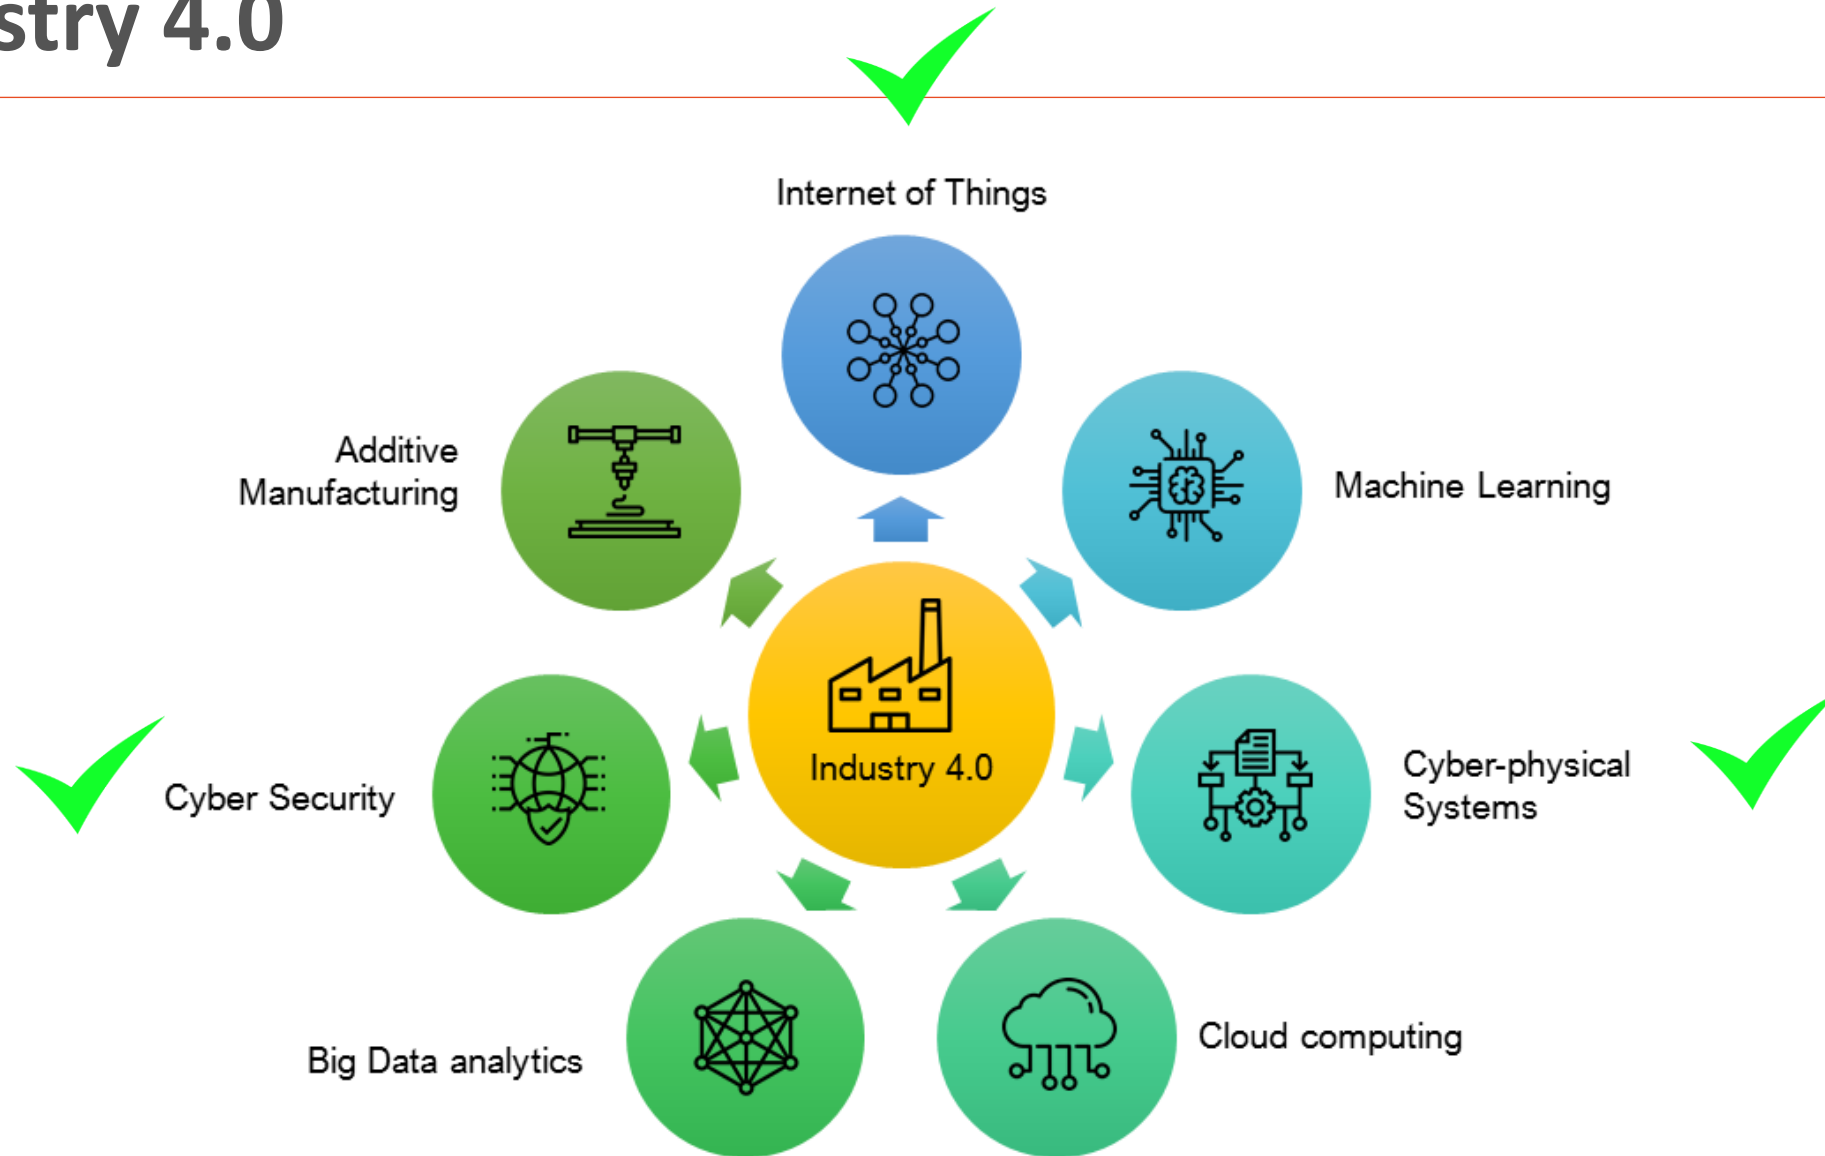 stry 4.0
Internet of Things
Additive
Manufacturing
Machine Learning
Industry 4.0
Cyber Security
Cyber-physical
Systems
Big Data analytics
Cloud computing